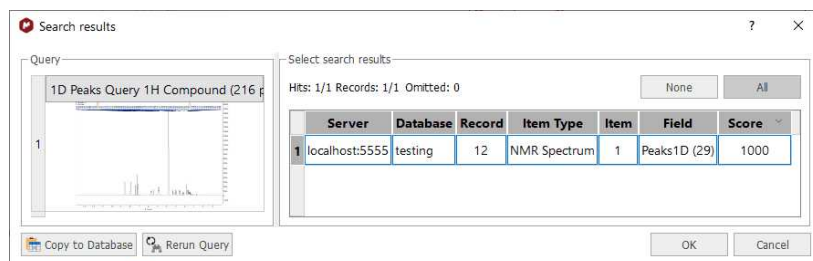 Search results
? ×
Query
1D Peaks Query 1H Compound (216 p
1
Select search results
Hits: 1/1 Records: 1/1 Omitted: 0
None
All
Server Database Record Item Type Item Field Score
1 localhost:5555 testing 12 NMR Spectrum 1 Peaks1D (29) 1000
Copy to Database
Rerun Query
OK
Cancel